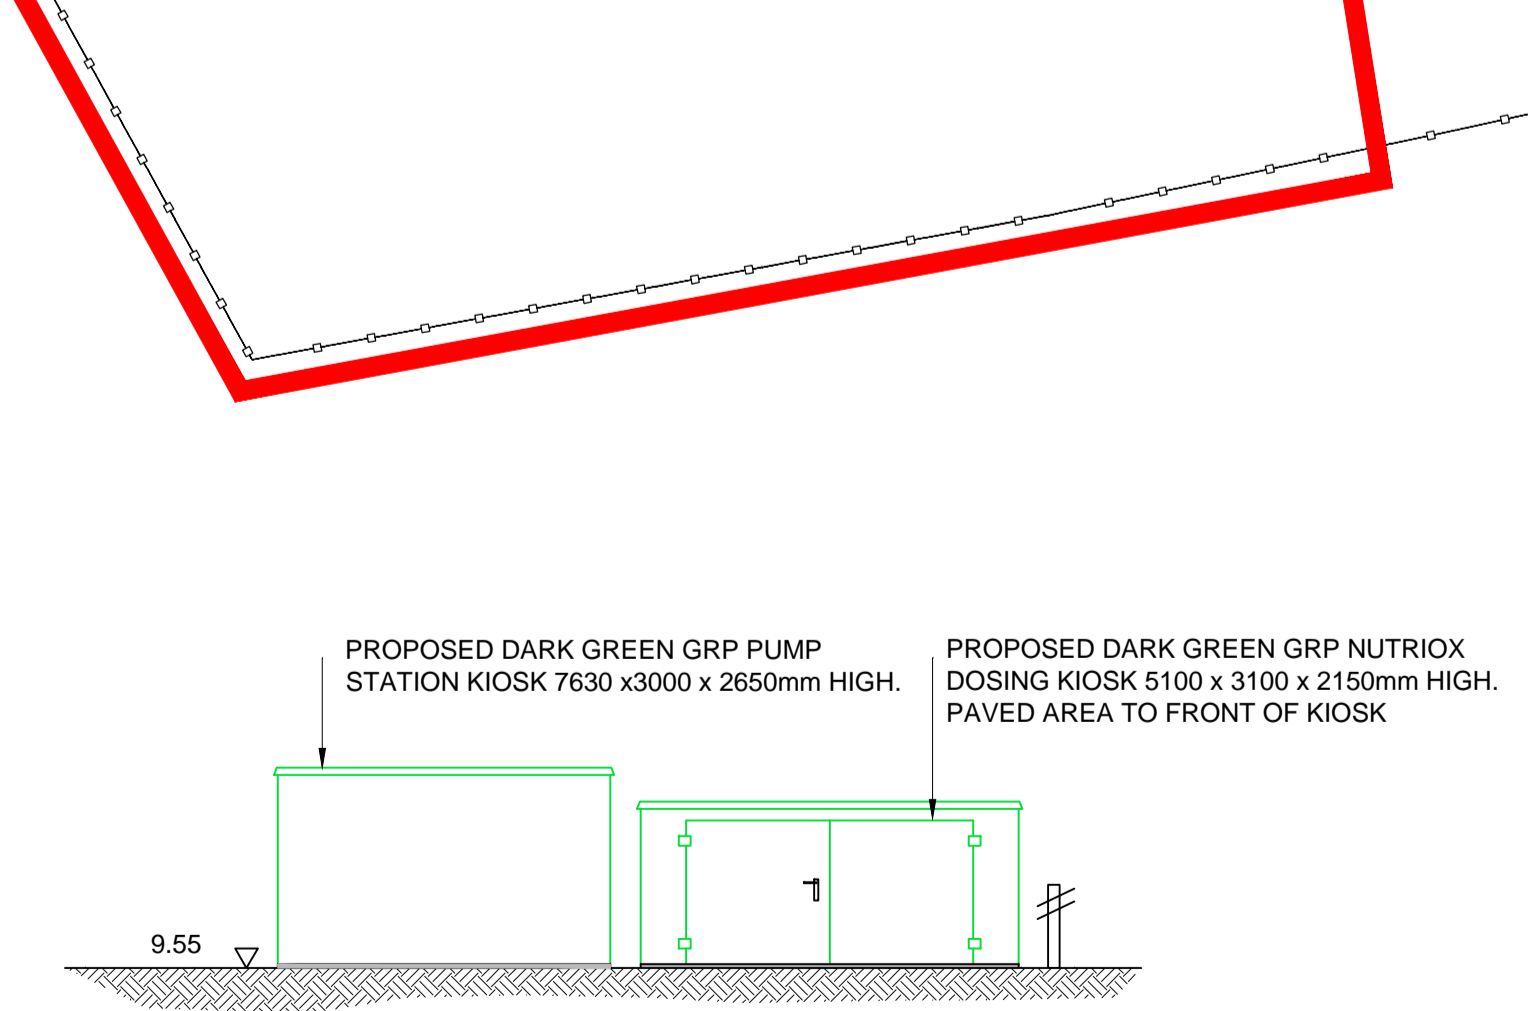 PROPOSED DARK GREEN GRP PUMP
STATION KIOSK 7630 x3000 x 2650mm HIGH.
PROPOSED DARK GREEN GRP NUTRIOX
DOSING KIOSK 5100 x 3100 x 2150mm HIGH.
PAVED AREA TO FRONT OF KIOSK
9.55